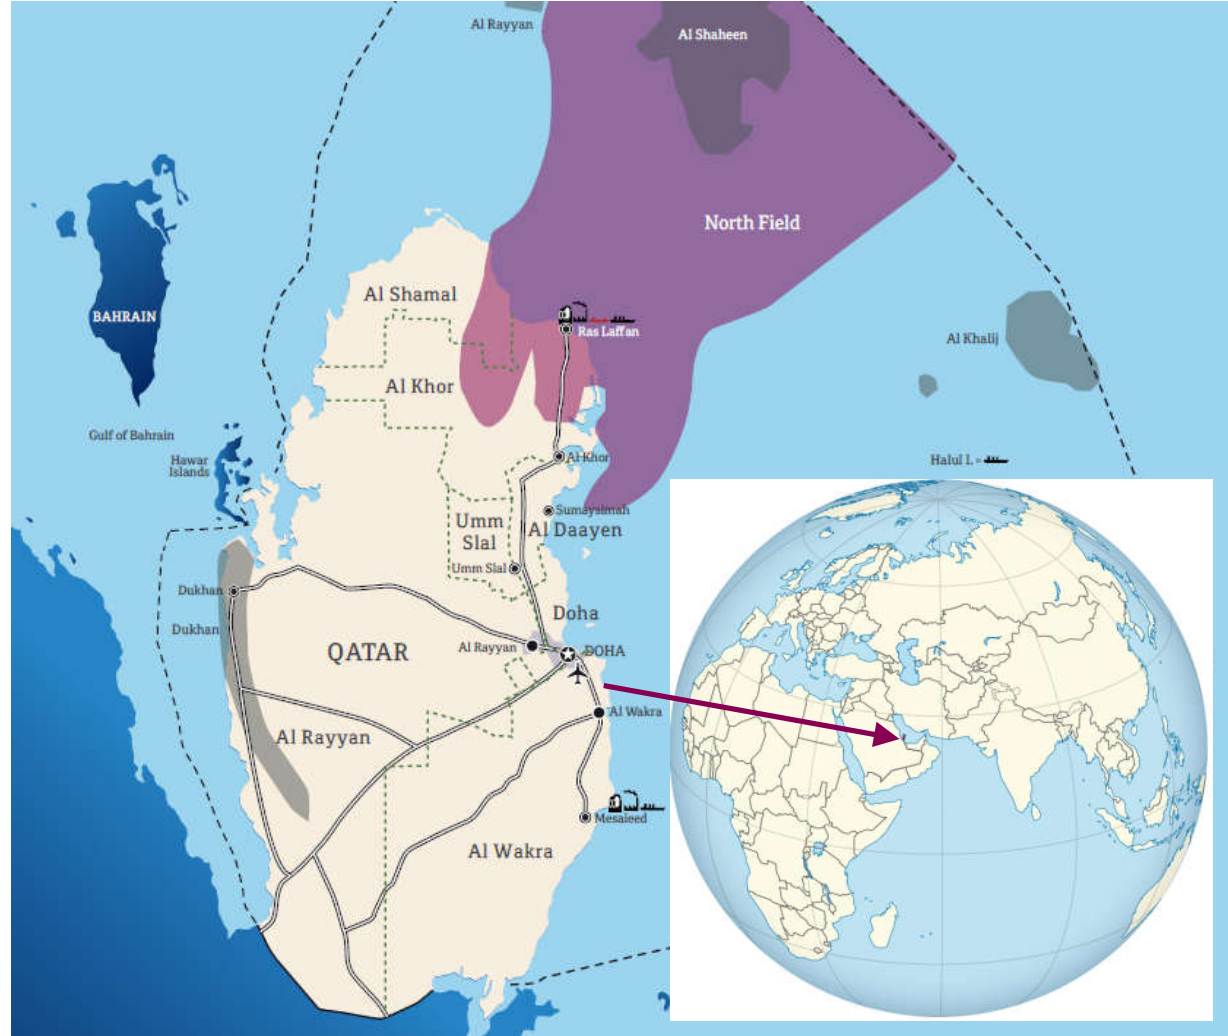 Al Rayyan
Al Shaheen
North Field
Al Shamal
BAHRAIN
Ras Laffan
Al Khalij
Al Khor
Gulf of Bahrain
Hawar
Islands
Al Khor
Halul I.
Umm
Slal
Sumaysimah
Al Daayen
Umm Slal
Dukhan
Doha
Dukhan
QATAR
Al Rayyan
DOHA
Al Wakra
Al Rayyan
Mesaieed
Al Wakra